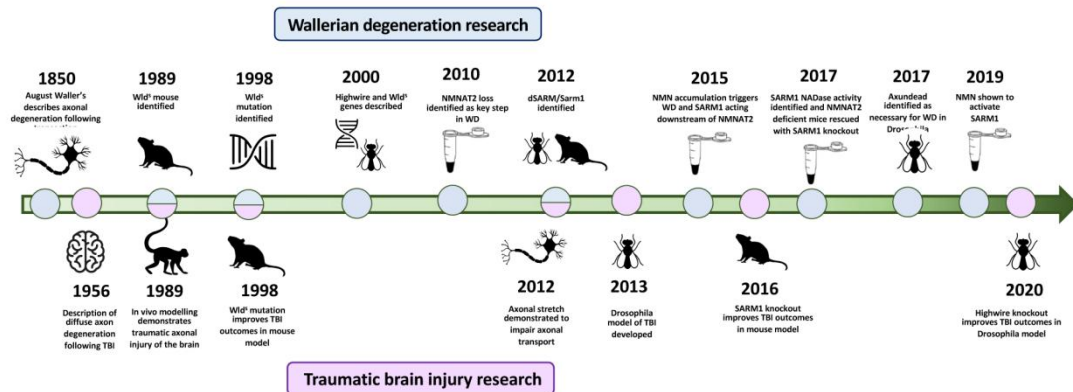 Wallerian degeneration research
1850
August Waller's
describes axonal
degeneration following
1989
Wldˢ mouse
identified
1998
Wldˢ
mutation
identified
2000
Highwire and Wldˢ
genes described
2010
NMNAT2 loss
identified as key step
in WD
2012
dSARM/Sarm1
identified
2015
NMN accumulation triggers
WD and SARM1 acting
downstream of NMNAT2
2017
SARM1 NADase activity
identified and NMNAT2
deficient mice rescued
with SARM1 knockout
2017
Axundead
identified as
necessary for WD in
Drosophila
2019
NMN shown to
activate
SARM1
1956
Description of
diffuse axon
degeneration
following TBI
1989
In vivo modelling
demonstrates
traumatic axonal
injury of the brain
1998
Wldˢ mutation
improves TBI
outcomes in mouse
model
2012
Axonal stretch
demonstrated to
impair axonal
transport
2013
Drosophila
model of TBI
developed
2016
SARM1 knockout
improves TBI outcomes
in mouse model
2020
Highwire knockout
improves TBI outcomes in
Drosophila model
Traumatic brain injury research